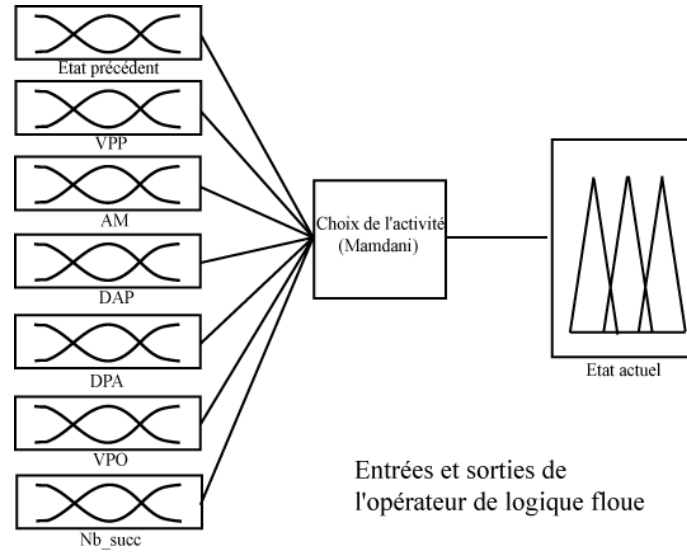 Etat précédent
VPP
AM
DAP
DPA
VPO
Nb_succ
Choix de l'activité
(Mamdani)
Etat actuel
Entrées et sorties de
l'opérateur de logique floue